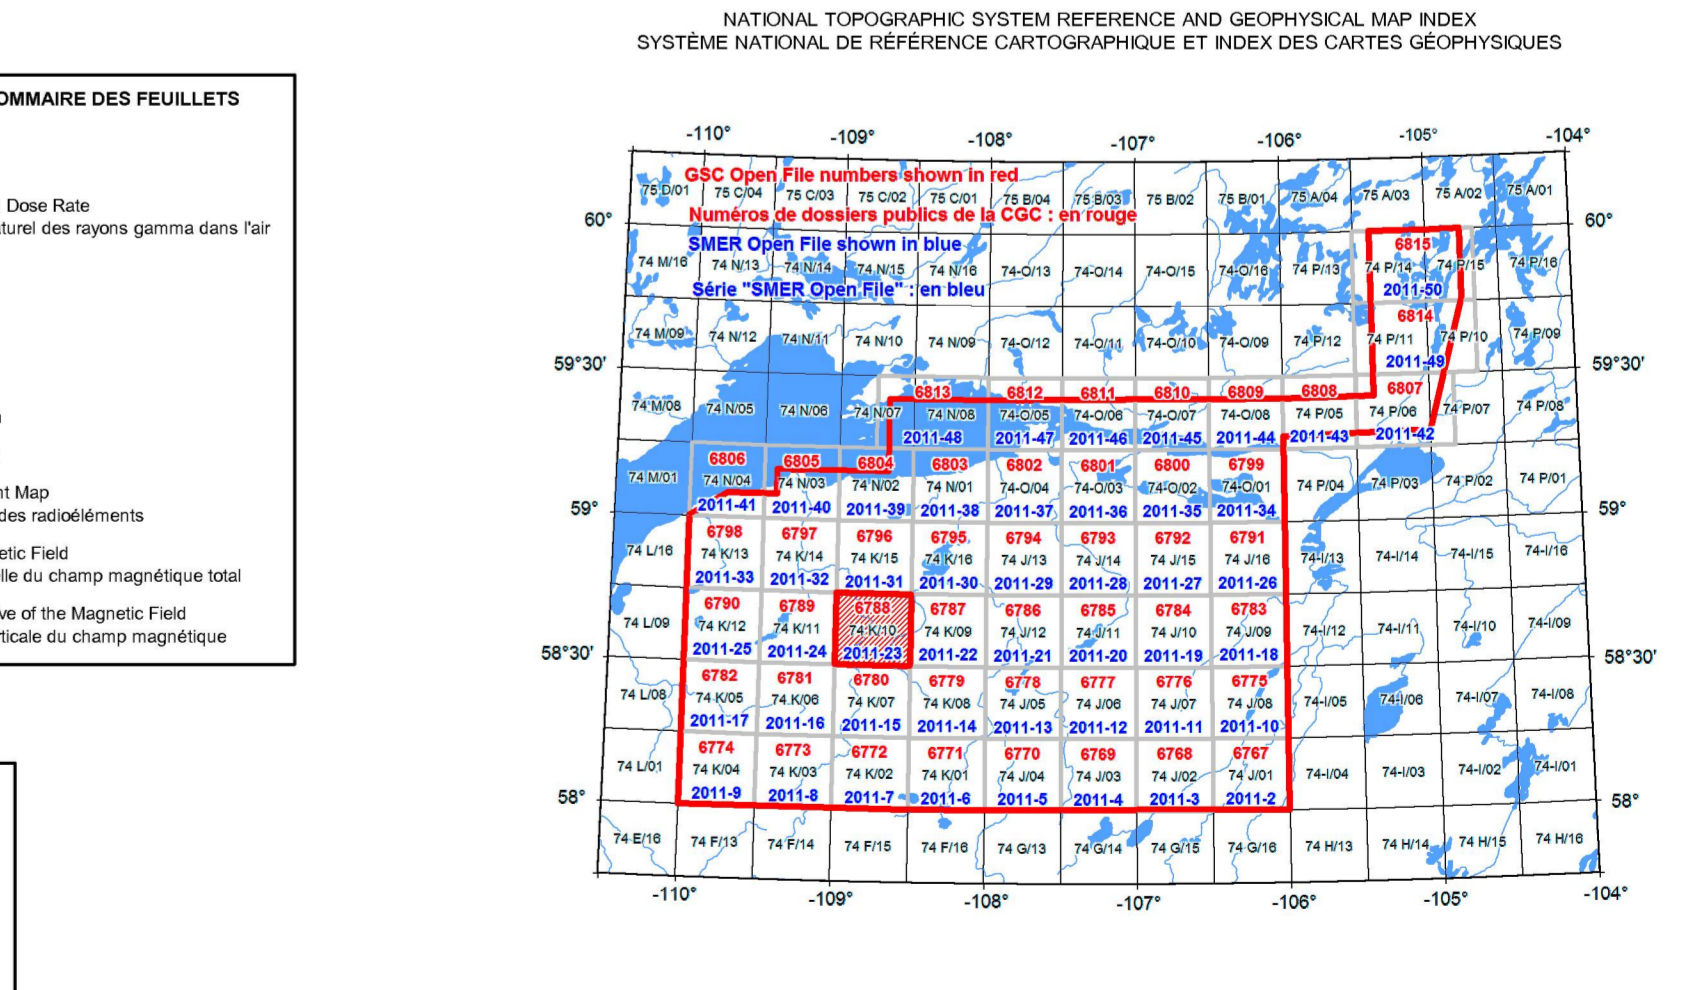 NATIONAL TOPOGRAPHIC SYSTEM REFERENCE AND GEOPHYSICAL MAP INDEX
SYSTÈME NATIONAL DE RÉFÉRENCE CARTOGRAPHIQUE ET INDEX DES CARTES GÉOPHYSIQUES
OMMAIRE DES FEUILLETS
Dose Rate
turel des rayons gamma dans l'air
nt Map
des radioéléments
etic Field
lle du champ magnétique total
ve of the Magnetic Field
rticale du champ magnétique
-110° -109° -108° -107° -106° -105° -104°
GSC Open File numbers shown in red
75 D/01 75 C/04 75 C/03 75 C/02 75 C/01 75 B/04 75 B/03 75 B/02 75 B/01 75 A/04 75 A/03 75 A/02 75 A/01
Numéros de dossiers publics de la CGC : en rouge
60° 60°
SMER Open File shown in blue
6815
74 M/16 74 N/13 74 N/14 74 N/15 74 N/16 74-O/13 74-O/14 74-O/15 74-O/16 74 P/13 74 P/14 74 P/15 74 P/16
Série "SMER Open File" : en bleu
2011-50
6814
74 M/09 74 N/12 74 N/11 74 N/10 74 N/09 74-O/12 74-O/11 74-O/10 74-O/09 74 P/12 74 P/11 74 P/10 74 P/09
2011-49
59°30' 59°30'
6813 6812 6811 6810 6809 6808 6807
74 M/08 74 N/05 74 N/06 74 N/07 74 N/08 74-O/05 74-O/06 74-O/07 74-O/08 74 P/05 74 P/06 74 P/07 74 P/08
2011-48 2011-47 2011-46 2011-45 2011-44 2011-43 2011-42
6806 6805 6804 6803 6802 6801 6800 6799
74 M/01 74 N/04 74 N/03 74 N/02 74 N/01 74-O/04 74-O/03 74-O/02 74-O/01 74 P/04 74 P/03 74 P/02 74 P/01
2011-41 2011-40 2011-39 2011-38 2011-37 2011-36 2011-35 2011-34
59° 59°
6798 6797 6796 6795 6794 6793 6792 6791
74 L/16 74 K/13 74 K/14 74 K/15 74 K/16 74 J/13 74 J/14 74 J/15 74 J/16 74-I/13 74-I/14 74-I/15 74-I/16
2011-33 2011-32 2011-31 2011-30 2011-29 2011-28 2011-27 2011-26
6790 6789 6788 6787 6786 6785 6784 6783
74 L/09 74 K/12 74 K/11 74 K/10 74 K/09 74 J/12 74 J/11 74 J/10 74 J/09 74-I/12 74-I/11 74-I/10 74-I/09
2011-25 2011-24 2011-23 2011-22 2011-21 2011-20 2011-19 2011-18
58°30' 58°30'
6782 6781 6780 6779 6778 6777 6776 6775
74 L/08 74 K/05 74 K/06 74 K/07 74 K/08 74 J/05 74 J/06 74 J/07 74 J/08 74-I/05 74-I/06 74-I/07 74-I/08
2011-17 2011-16 2011-15 2011-14 2011-13 2011-12 2011-11 2011-10
6774 6773 6772 6771 6770 6769 6768 6767
74 L/01 74 K/04 74 K/03 74 K/02 74 K/01 74 J/04 74 J/03 74 J/02 74 J/01 74-I/04 74-I/03 74-I/02 74-I/01
2011-9 2011-8 2011-7 2011-6 2011-5 2011-4 2011-3 2011-2
58° 58°
74 E/16 74 F/13 74 F/14 74 F/15 74 F/16 74 G/13 74 G/14 74 G/15 74 G/16 74 H/13 74 H/14 74 H/15 74 H/16
-110° -109° -108° -107° -106° -105° -104°